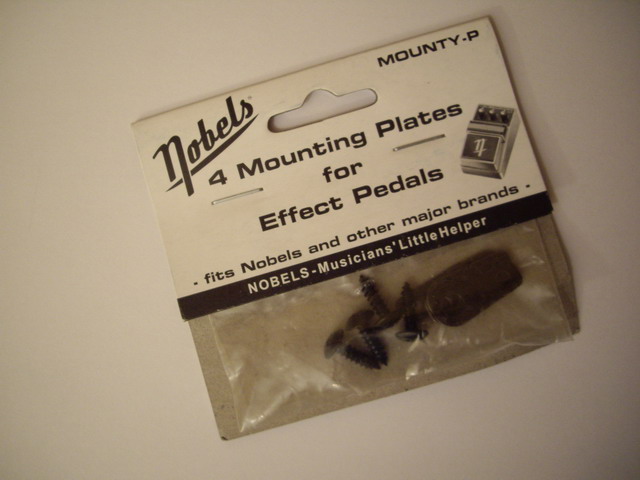 MOUNTY-P
Nobels
4 Mounting Plates
for
Effect Pedals
- fits Nobels and other major brands -
NOBELS-Musicians' Little Helper